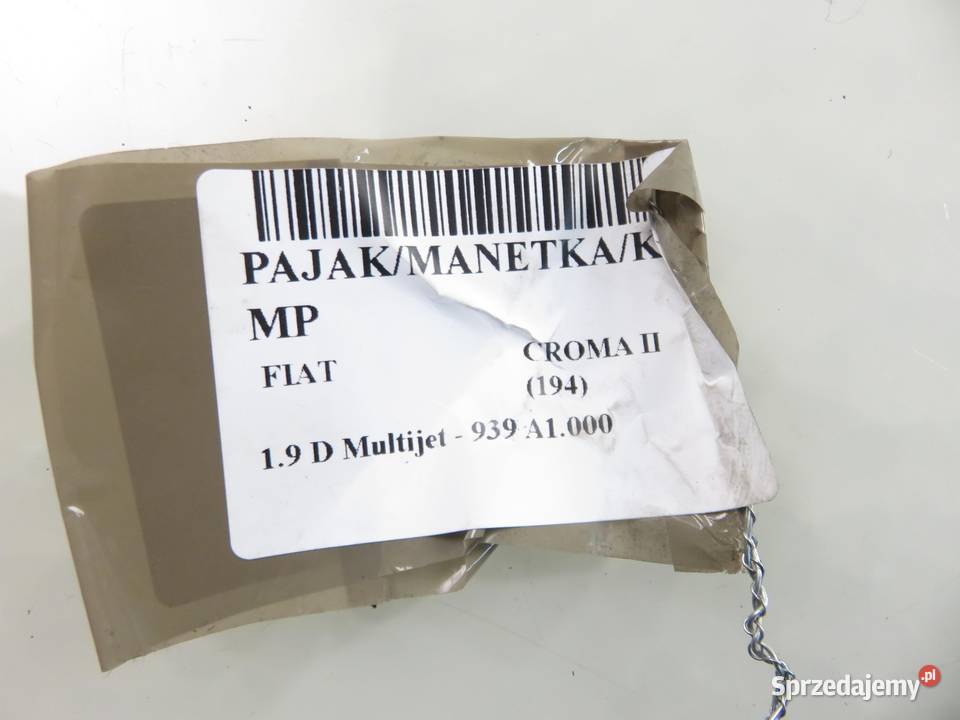 PAJAK/MANETKA/K
MP
FIAT
CROMA II
(194)
1.9 D Multijet - 939 A1.000
Sprzedajemy.pl